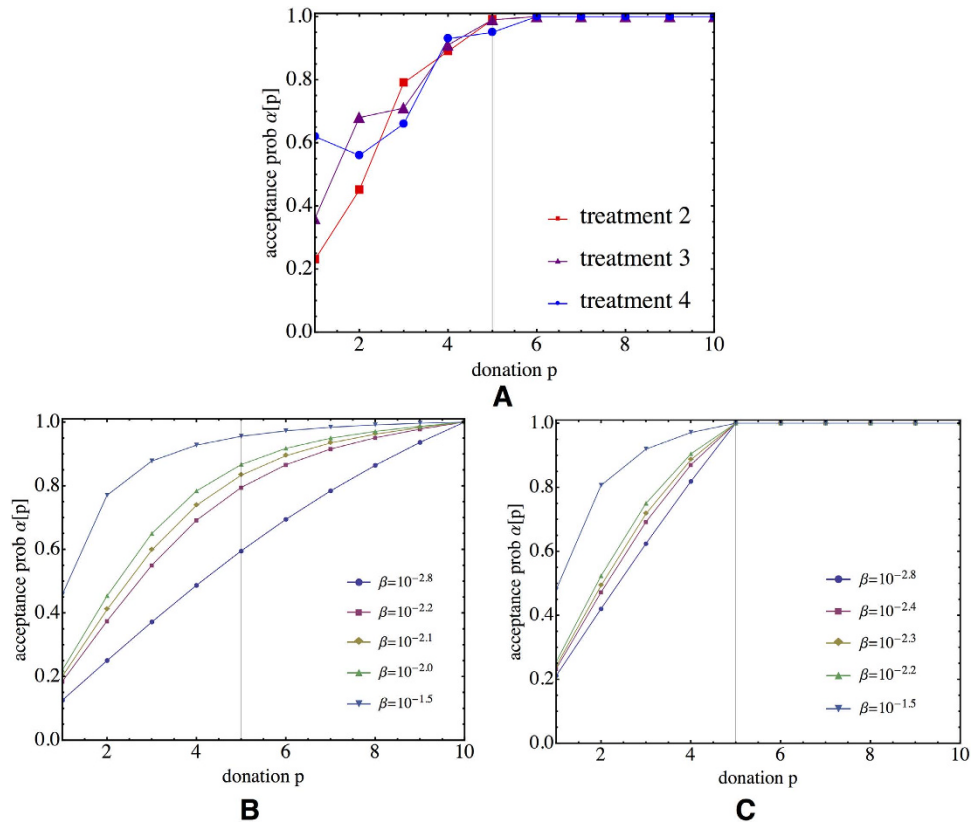 1.0
0.8
0.6
0.4
0.2
0.0
acceptance prob α[p]
treatment 2
treatment 3
treatment 4
2 4 6 8 10
donation p
A
1.0
0.8
0.6
0.4
0.2
0.0
acceptance prob α[p]
β=10^-2.8
β=10^-2.2
β=10^-2.1
β=10^-2.0
β=10^-1.5
2 4 6 8 10
donation p
B
1.0
0.8
0.6
0.4
0.2
0.0
acceptance prob α[p]
β=10^-2.8
β=10^-2.4
β=10^-2.3
β=10^-2.2
β=10^-1.5
2 4 6 8 10
donation p
C